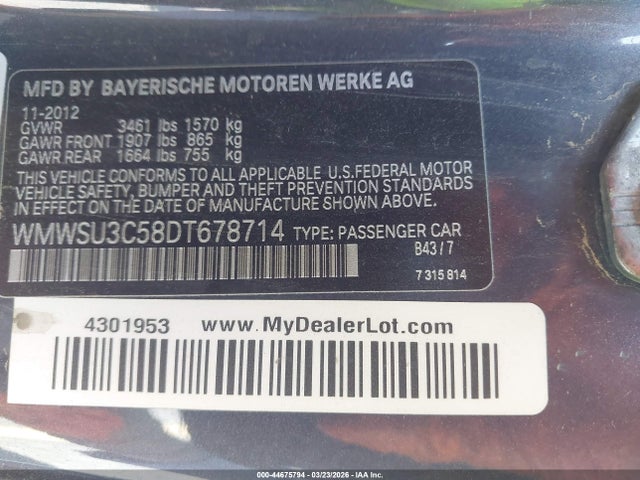 MFD BY BAYERISCHE MOTOREN WERKE AG
11-2012
GVWR 3461 lbs 1570 kg
GAWR FRONT 1907 lbs 865 kg
GAWR REAR 1664 lbs 755 kg
THIS VEHICLE CONFORMS TO ALL APPLICABLE U.S.FEDERAL MOTOR
VEHICLE SAFETY, BUMPER AND THEFT PREVENTION STANDARDS
IN EFFECT ON THE DATE OF MANUFACTURE SHOWN ABOVE.
WMWSU3C58DT678714 TYPE: PASSENGER CAR
B43/7
7 315 814
4301953 www.MyDealerLot.com
000-44675794 - 03/23/2026 - IAA Inc.